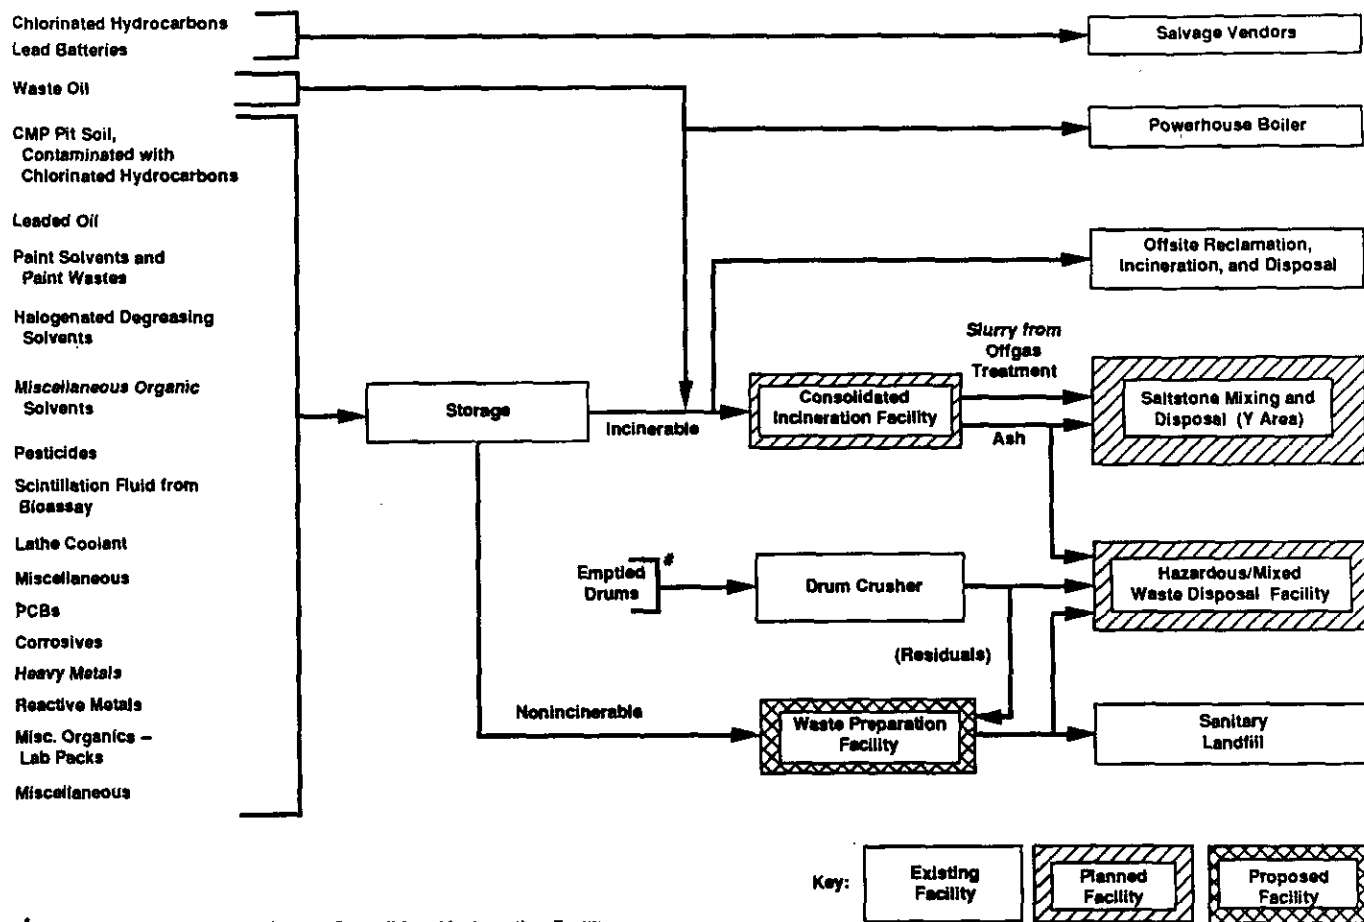 Chlorinated Hydrocarbons
Lead Batteries
Waste Oil
CMP Pit Soil,
Contaminated with
Chlorinated Hydrocarbons
Leaded Oil
Paint Solvents and
Paint Wastes
Halogenated Degreasing
Solvents
Miscellaneous Organic
Solvents
Pesticides
Scintillation Fluid from
Bioassay
Lathe Coolant
Miscellaneous
PCBs
Corrosives
Heavy Metals
Reactive Metals
Misc. Organics –
Lab Packs
Miscellaneous
Storage
Incinerable
Nonincinerable
Emptied
Drums
#
Consolidated
Incineration Facility
Slurry from
Offgas
Treatment
Ash
Drum Crusher
(Residuals)
Waste Preparation
Facility
Salvage Vendors
Powerhouse Boiler
Offsite Reclamation,
Incineration, and Disposal
Saltstone Mixing and
Disposal (Y Area)
Hazardous/Mixed
Waste Disposal Facility
Sanitary
Landfill
Key:
Existing
Facility
Planned
Facility
Proposed
Facility